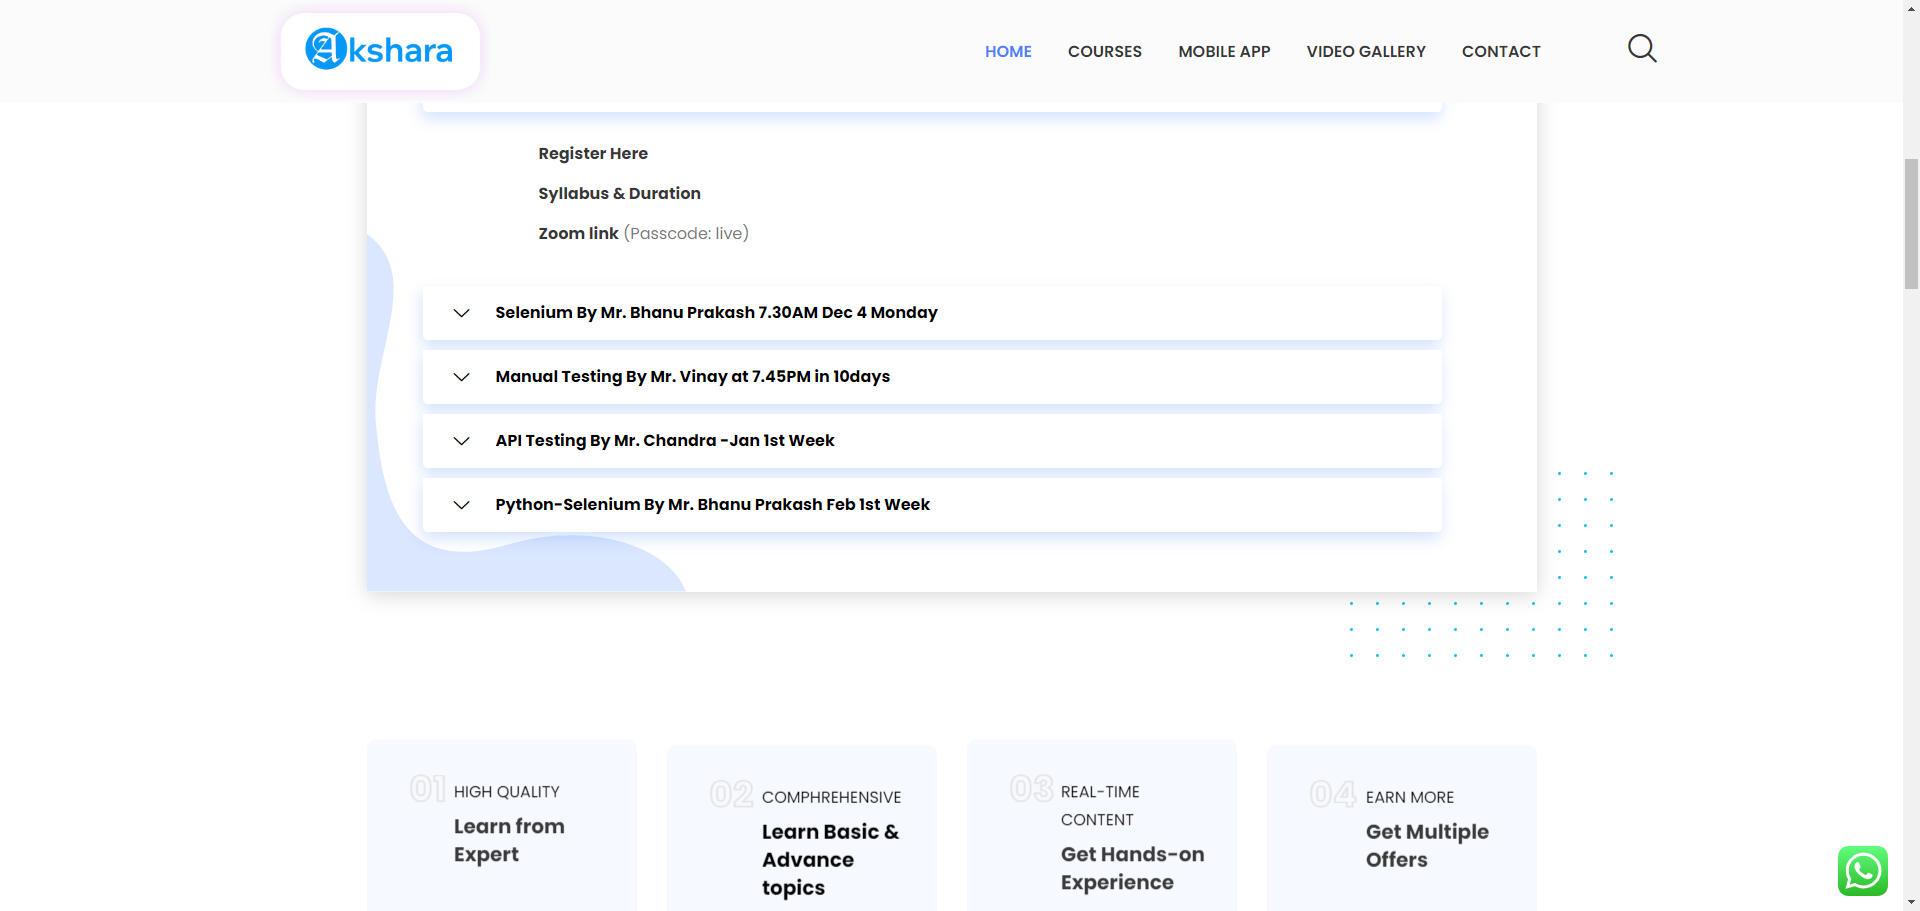 Akshara
HOME COURSES MOBILE APP VIDEO GALLERY CONTACT
Register Here
Syllabus & Duration
Zoom link (Passcode: live)
Selenium By Mr. Bhanu Prakash 7.30AM Dec 4 Monday
Manual Testing By Mr. Vinay at 7.45PM in 10days
API Testing By Mr. Chandra -Jan 1st Week
Python-Selenium By Mr. Bhanu Prakash Feb 1st Week
01 HIGH QUALITY
Learn from
Expert
02 COMPHREHENSIVE
Learn Basic &
Advance
topics
03 REAL-TIME
CONTENT
Get Hands-on
Experience
04 EARN MORE
Get Multiple
Offers